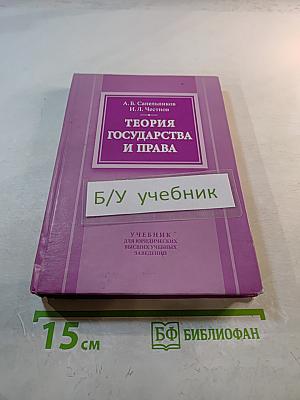 А. Б. Сапельников
И. Л. Честнов
ТЕОРИЯ
ГОСУДАРСТВА
И ПРАВА
Б/У учебник
УЧЕБНИК
ДЛЯ ЮРИДИЧЕСКИХ
ВЫСШИХ УЧЕБНЫХ
ЗАВЕДЕНИЙ
15 см
БФ БИБЛИОФАН